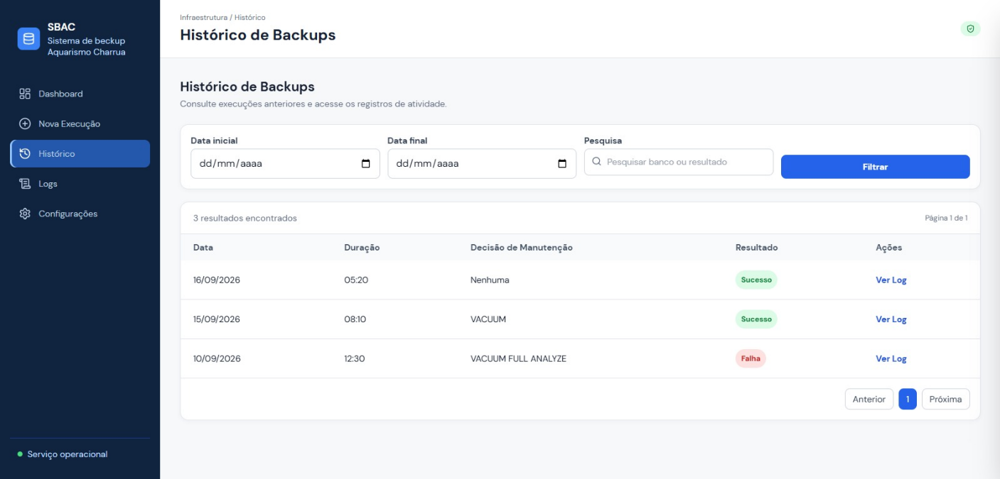 SBAC
Sistema de beckup
Aquarismo Charrua
Dashboard
Nova Execução
Histórico
Logs
Configurações
Serviço operacional
Infraestrutura / Histórico
Histórico de Backups
Histórico de Backups
Consulte execuções anteriores e acesse os registros de atividade.
Data inicial Data final Pesquisa
dd/mm/aaaa dd/mm/aaaa Pesquisar banco ou resultado Filtrar
3 resultados encontrados Página 1 de 1
Data Duração Decisão de Manutenção Resultado Ações
16/09/2026 05:20 Nenhuma Sucesso Ver Log
15/09/2026 08:10 VACUUM Sucesso Ver Log
10/09/2026 12:30 VACUUM FULL ANALYZE Falha Ver Log
Anterior 1 Próxima